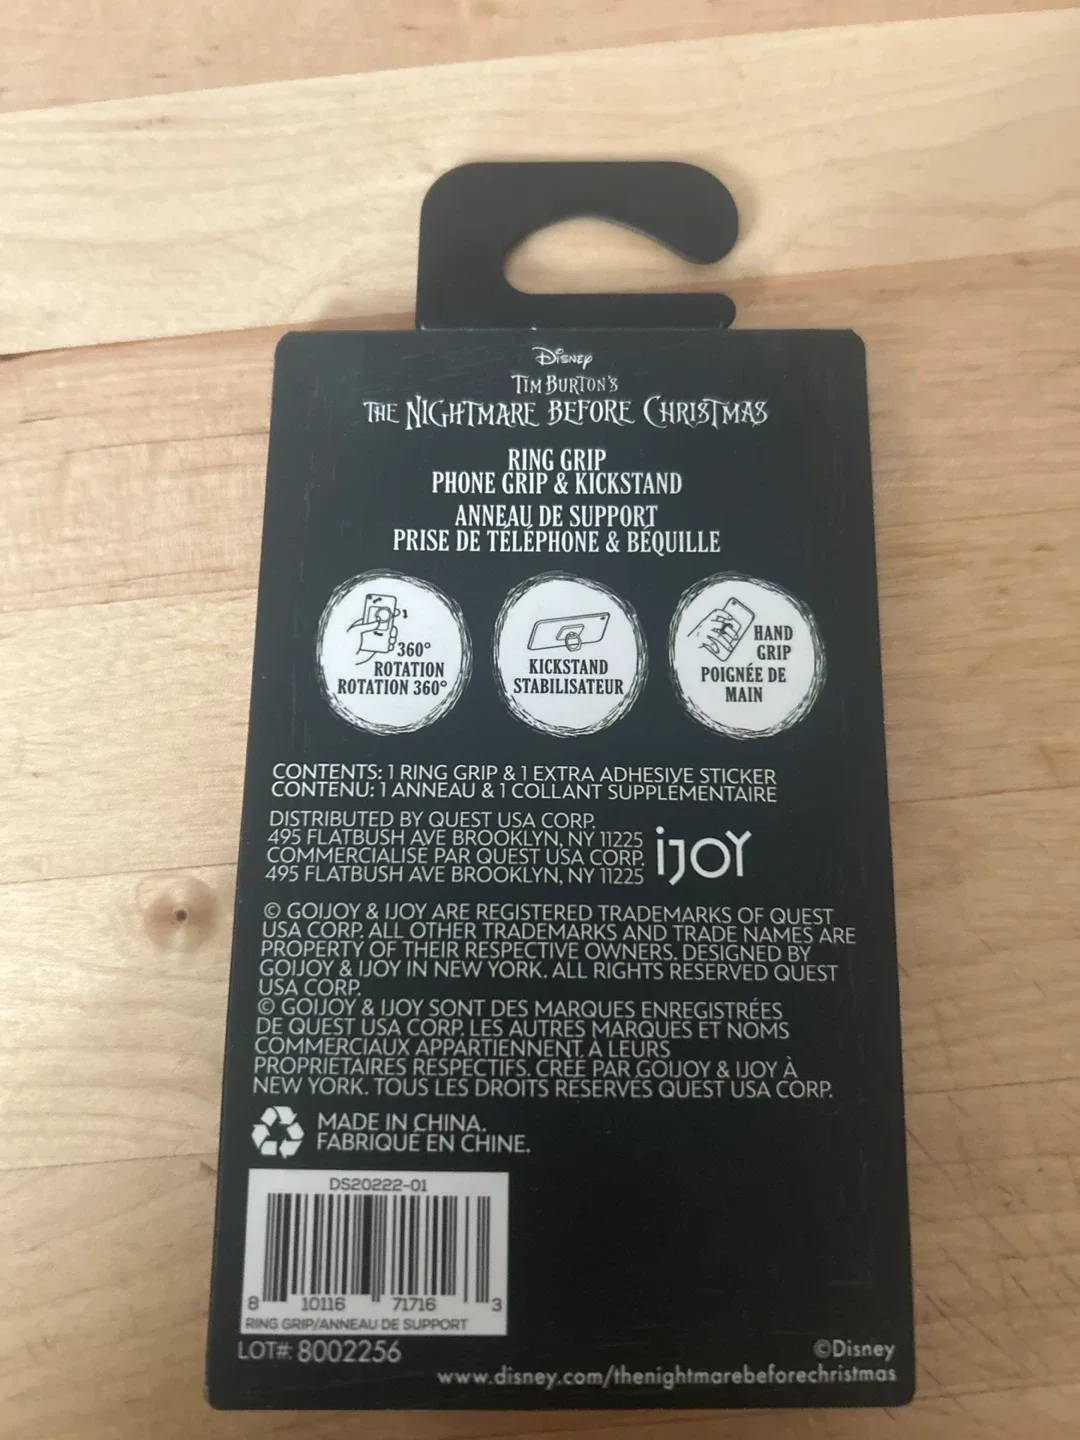 Disney
TIM BURTON'S
THE NIGHTMARE BEFORE CHRISTMAS
RING GRIP
PHONE GRIP & KICKSTAND
ANNEAU DE SUPPORT
PRISE DE TÉLÉPHONE & BÉQUILLE
360°
ROTATION
ROTATION 360°
KICKSTAND
STABILISATEUR
HAND
GRIP
POIGNÉE DE
MAIN
CONTENTS: 1 RING GRIP & 1 EXTRA ADHESIVE STICKER
CONTENU: 1 ANNEAU & 1 COLLANT SUPPLÉMENTAIRE
DISTRIBUTED BY QUEST USA CORP.
495 FLATBUSH AVE BROOKLYN, NY 11225
COMMERCIALISÉ PAR QUEST USA CORP.
495 FLATBUSH AVE BROOKLYN, NY 11225
iJOY
© GOIJOY & IJOY ARE REGISTERED TRADEMARKS OF QUEST
USA CORP. ALL OTHER TRADEMARKS AND TRADE NAMES ARE
PROPERTY OF THEIR RESPECTIVE OWNERS. DESIGNED BY
GOIJOY & IJOY IN NEW YORK. ALL RIGHTS RESERVED QUEST
USA CORP.
© GOIJOY & IJOY SONT DES MARQUES ENREGISTRÉES
DE QUEST USA CORP. LES AUTRES MARQUES ET NOMS
COMMERCIAUX APPARTIENNENT À LEURS
PROPRIÉTAIRES RESPECTIFS. CRÉÉ PAR GOIJOY & IJOY À
NEW YORK. TOUS LES DROITS RÉSERVÉS QUEST USA CORP.
MADE IN CHINA.
FABRIQUÉ EN CHINE.
DS20222-01
8 10116 71716 3
RING GRIP/ANNEAU DE SUPPORT
LOT#: 8002256
©Disney
www.disney.com/thenightmarebeforechristmas